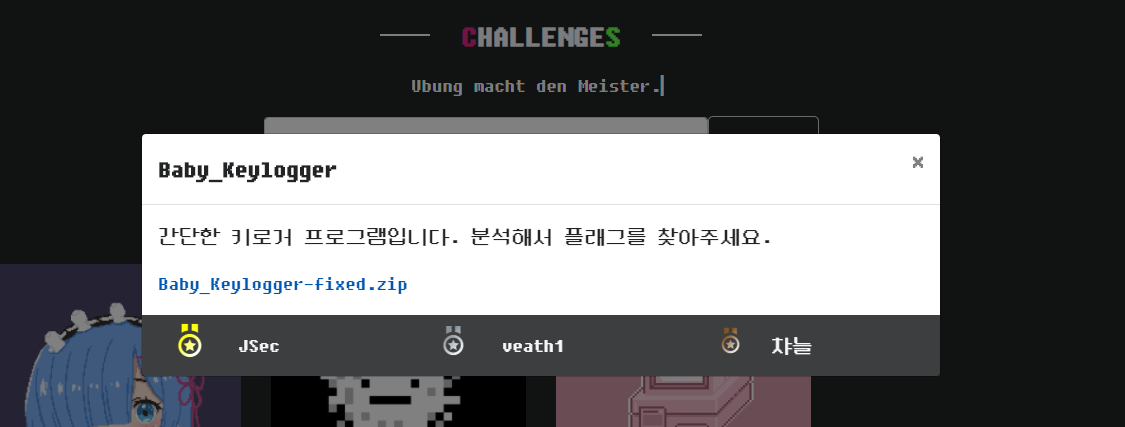 CHALLENGES
Ubung macht den Meister.
Baby_Keylogger
×
간단한 키로거 프로그램입니다. 분석해서 플래그를 찾아주세요.
Baby_Keylogger-fixed.zip
JSec veath1 챠늘